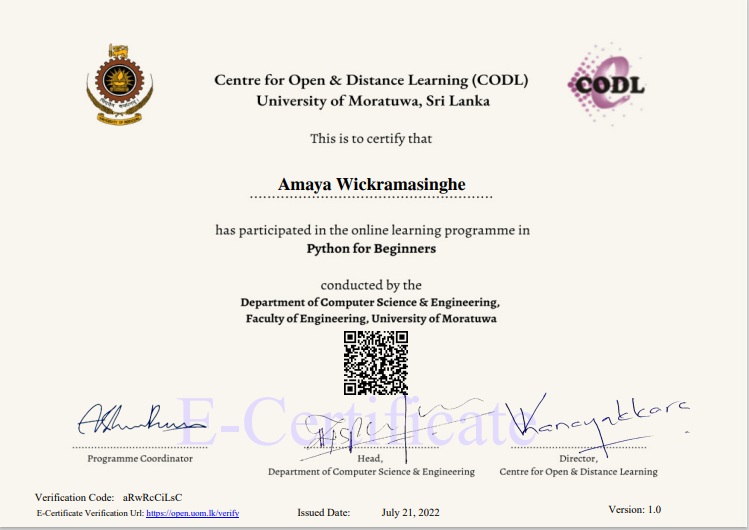 Centre for Open & Distance Learning (CODL)
University of Moratuwa, Sri Lanka
CODL
This is to certify that
Amaya Wickramasinghe
has participated in the online learning programme in
Python for Beginners
conducted by the
Department of Computer Science & Engineering,
Faculty of Engineering, University of Moratuwa
E-Certificate
Programme Coordinator
Head,
Department of Computer Science & Engineering
Director,
Centre for Open & Distance Learning
Verification Code: aRwRcCiLsC
E-Certificate Verification Url: https://open.uom.lk/verify
Issued Date: July 21, 2022
Version: 1.0